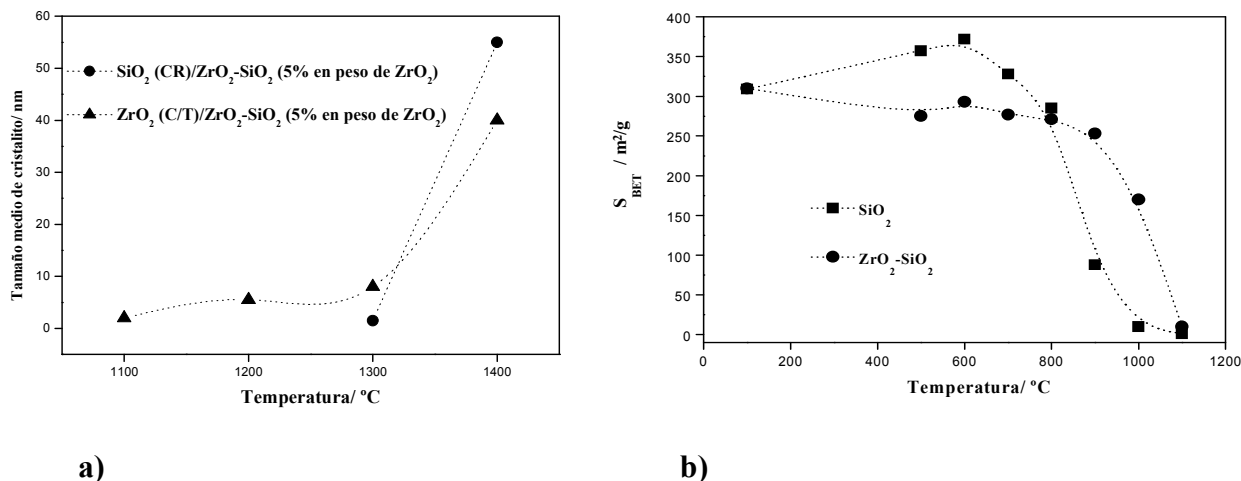 60
50
40
30
20
10
0
1100
1200
1300
1400
Tamaño medio de cristalito/ nm
Temperatura/ ºC
SiO₂ (CR)/ZrO₂-SiO₂ (5% en peso de ZrO₂)
ZrO₂ (C/T)/ZrO₂-SiO₂ (5% en peso de ZrO₂)
a)
400
350
300
250
200
150
100
50
0
0
200
400
600
800
1000
1200
S_BET / m²/g
Temperatura/ ºC
SiO₂
ZrO₂-SiO₂
b)